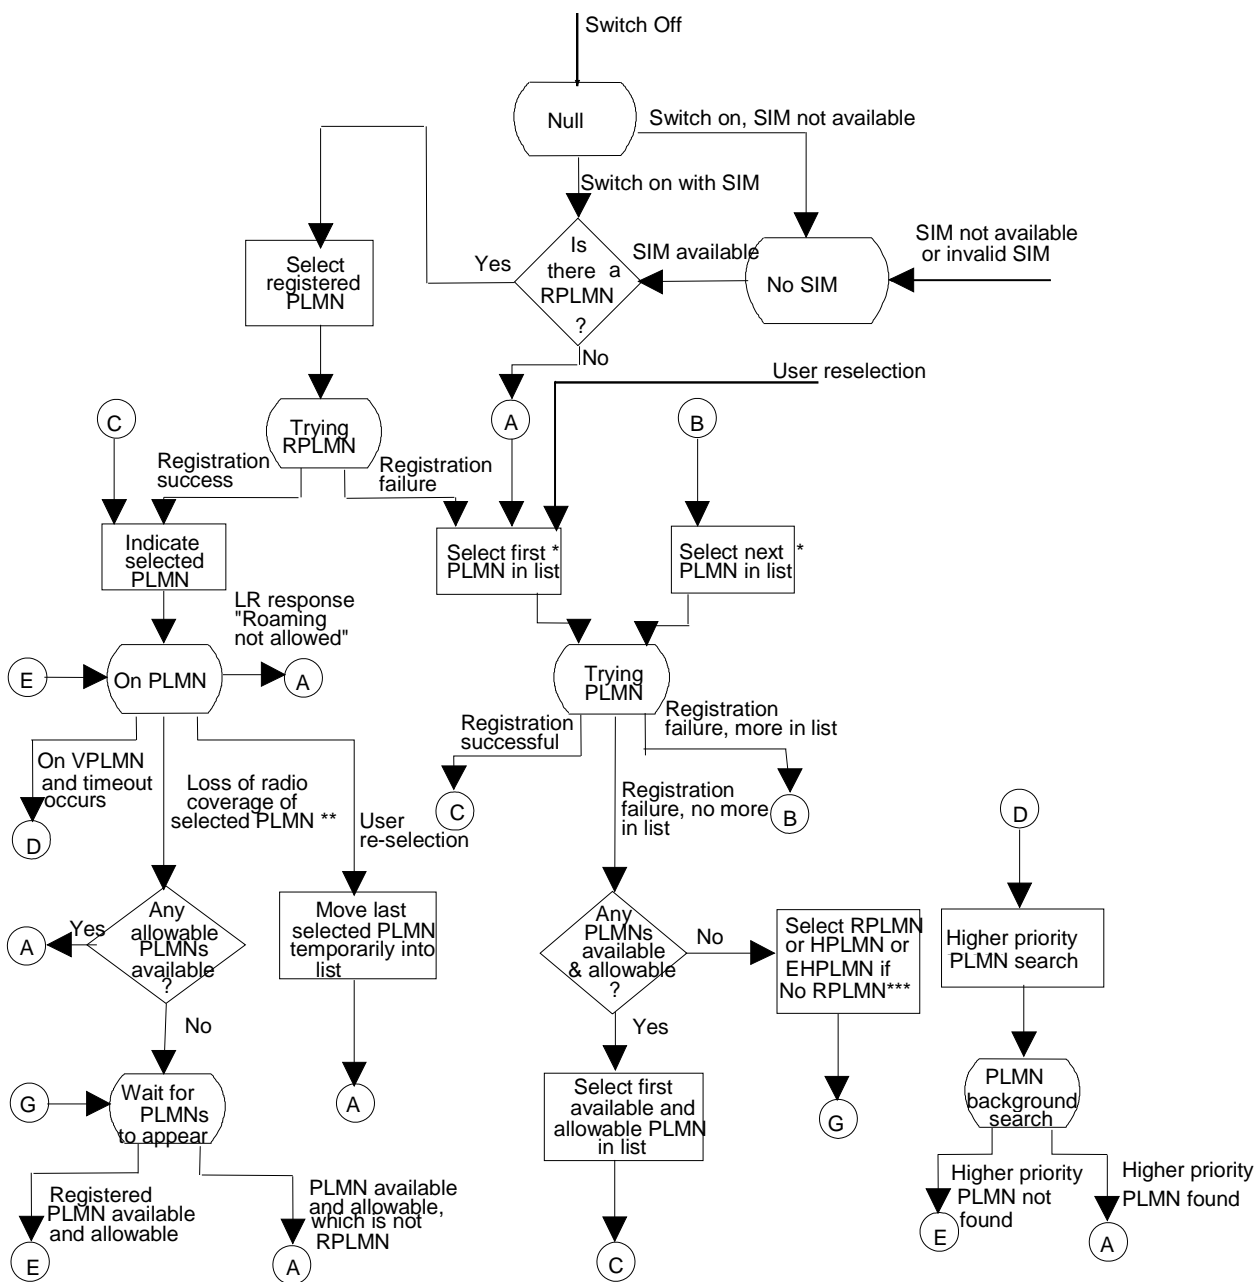 Switch Off
Null
Switch on, SIM not available
Switch on with SIM
Is
there a
RPLMN
?
SIM available
No SIM
SIM not available
or invalid SIM
Yes
Select
registered
PLMN
No
User reselection
C
Trying
RPLMN
A
B
Registration
success
Registration
failure
Indicate
selected
PLMN
Select first *
PLMN in list
Select next *
PLMN in list
LR response
"Roaming
not allowed"
E
On PLMN
A
Trying
PLMN
Registration
successful
Registration
failure, more in list
On VPLMN
and timeout
occurs
Loss of radio
coverage of
selected PLMN **
User
re-selection
Registration
failure, no more
in list
D
C
B
D
A
Yes
Any
allowable
PLMNs
available
?
Move last
selected PLMN
temporarily into
list
Any
PLMNs
available
& allowable
?
No
Select RPLMN
or HPLMN or
EHPLMN if
No RPLMN***
Higher priority
PLMN search
No
Yes
G
Wait for
PLMNs
to appear
A
Select first
available and
allowable PLMN
in list
G
PLMN
background
search
Registered
PLMN available
and allowable
PLMN available
and allowable,
which is not
RPLMN
Higher priority
PLMN not
found
Higher priority
PLMN found
E
A
C
E
A